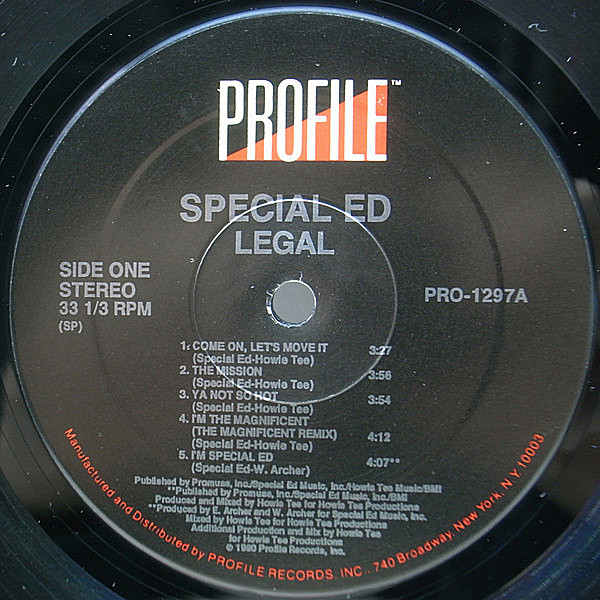 PROFILE™
SPECIAL ED
LEGAL
SIDE ONE
STEREO
33 1/3 RPM
(SP)
PRO-1297A
1. COME ON, LET'S MOVE IT 3:27
(Special Ed-Howie Tee)
2. THE MISSION 3:56
(Special Ed-Howie Tee)
3. YA NOT SO HOT 3:54
(Special Ed-Howie Tee)
4. I'M THE MAGNIFICENT
(THE MAGNIFICENT REMIX) 4:12
(Special Ed-Howie Tee)
5. I'M SPECIAL ED 4:07**
(Special Ed-W. Archer)
Published by Promuse, Inc./Special Ed Music, Inc./Howie Tee Music/BMI
**Published by Promuse, Inc./Special Ed Music, Inc./BMI
Produced and Mixed by Howie Tee for Howie Tee Productions
**Produced by E. Archer and W. Archer for Special Ed Music, Inc.
Mixed by Howie Tee for Howie Tee Productions
Additional Production and Mix by Howie Tee
for Howie Tee Productions
℗ 1990 Profile Records, Inc.
Manufactured and Distributed by PROFILE RECORDS, INC., 740 Broadway, New York, N.Y. 10003